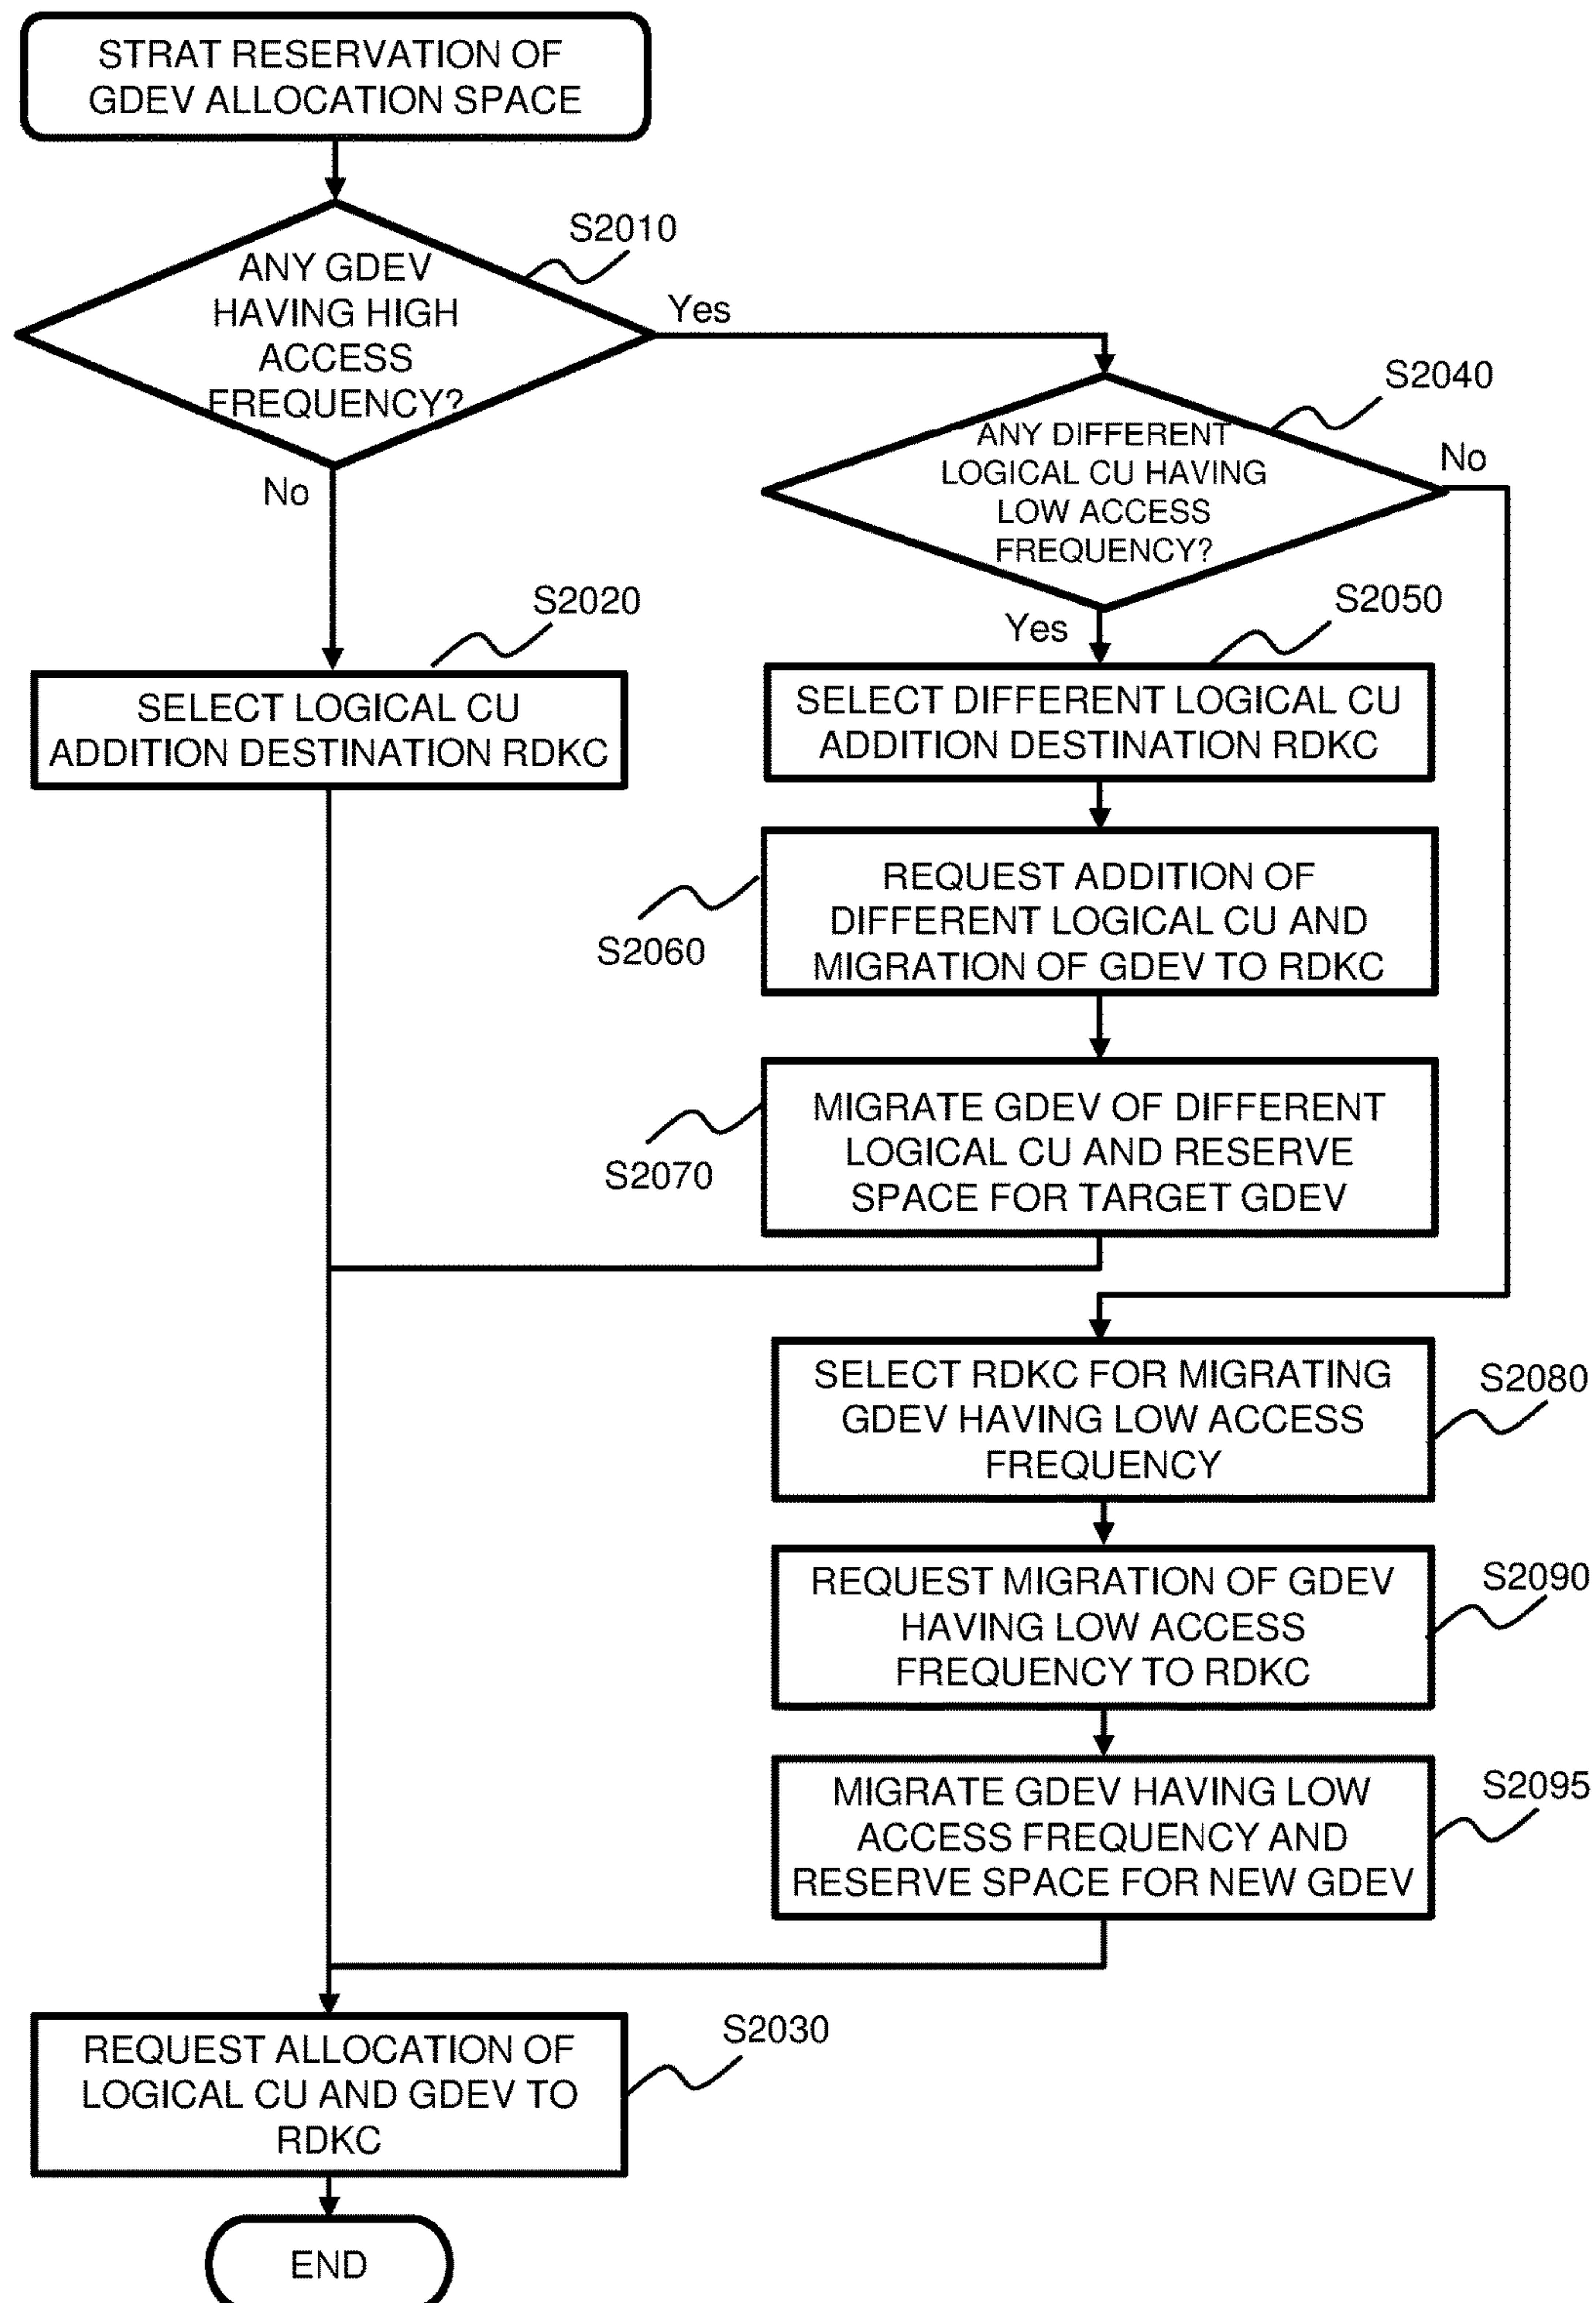 STRAT RESERVATION OF
GDEV ALLOCATION SPACE
S2010
ANY GDEV
HAVING HIGH
ACCESS
FREQUENCY?
Yes
No
S2040
ANY DIFFERENT
LOGICAL CU HAVING
LOW ACCESS
FREQUENCY?
No
Yes
S2020
SELECT LOGICAL CU
ADDITION DESTINATION RDKC
S2050
SELECT DIFFERENT LOGICAL CU
ADDITION DESTINATION RDKC
REQUEST ADDITION OF
DIFFERENT LOGICAL CU AND
MIGRATION OF GDEV TO RDKC
S2060
MIGRATE GDEV OF DIFFERENT
LOGICAL CU AND RESERVE
SPACE FOR TARGET GDEV
S2070
SELECT RDKC FOR MIGRATING
GDEV HAVING LOW ACCESS
FREQUENCY
S2080
REQUEST MIGRATION OF GDEV
HAVING LOW ACCESS
FREQUENCY TO RDKC
S2090
MIGRATE GDEV HAVING LOW
ACCESS FREQUENCY AND
RESERVE SPACE FOR NEW GDEV
S2095
REQUEST ALLOCATION OF
LOGICAL CU AND GDEV TO
RDKC
S2030
END